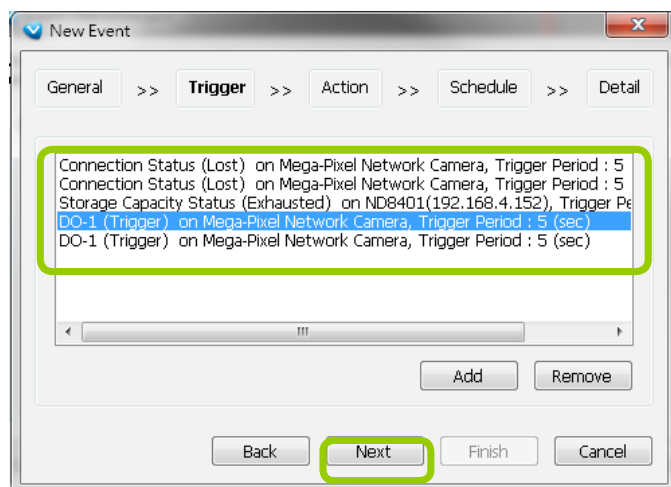 New Event
General >> Trigger >> Action >> Schedule >> Detail
Connection Status (Lost) on Mega-Pixel Network Camera, Trigger Period : 5
Connection Status (Lost) on Mega-Pixel Network Camera, Trigger Period : 5
Storage Capacity Status (Exhausted) on ND8401(192.168.4.152), Trigger Pe
DO-1 (Trigger) on Mega-Pixel Network Camera, Trigger Period : 5 (sec)
DO-1 (Trigger) on Mega-Pixel Network Camera, Trigger Period : 5 (sec)
Add Remove
Back Next Finish Cancel